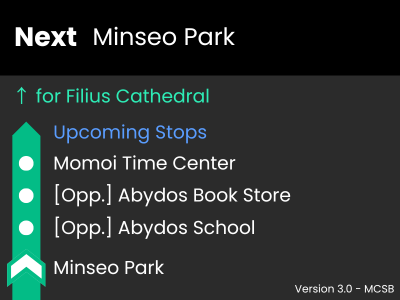 Next Minseo Park
↑ for Filius Cathedral
Upcoming Stops
Momoi Time Center
[Opp.] Abydos Book Store
[Opp.] Abydos School
Minseo Park
Version 3.0 - MCSB